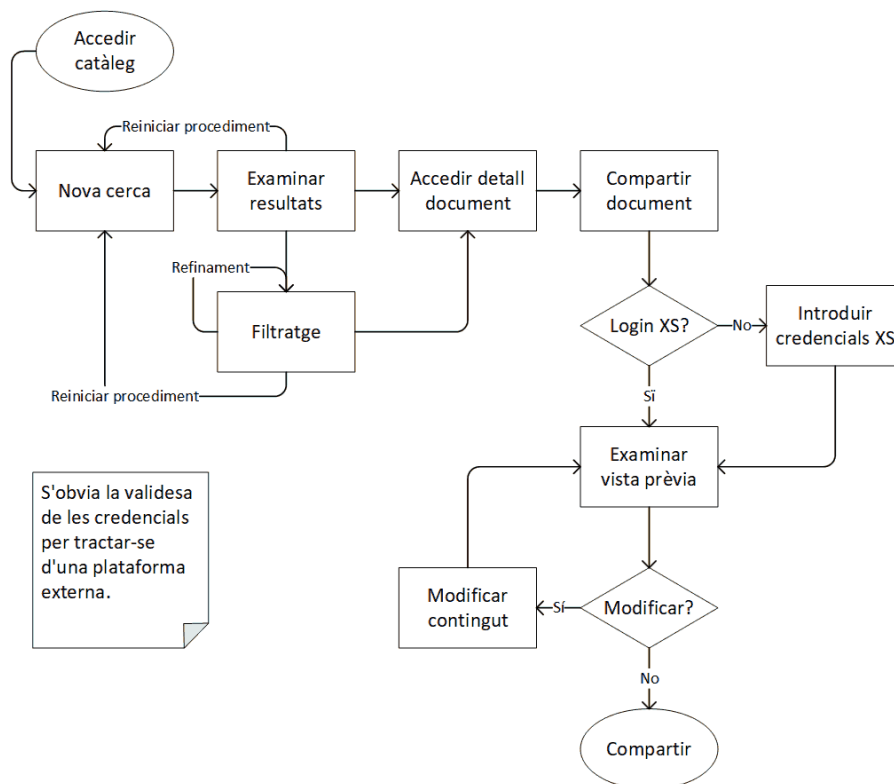 Accedir
catàleg
Reiniciar procediment
Nova cerca
Examinar
resultats
Accedir detall
document
Compartir
document
Refinament
Filtratge
Login XS?
No
Introduir
credencials XS
Reiniciar procediment
Sï
Examinar
vista prèvia
S'obvia la validesa
de les credencials
per tractar-se
d'una plataforma
externa.
Modificar
contingut
Sí
Modificar?
No
Compartir